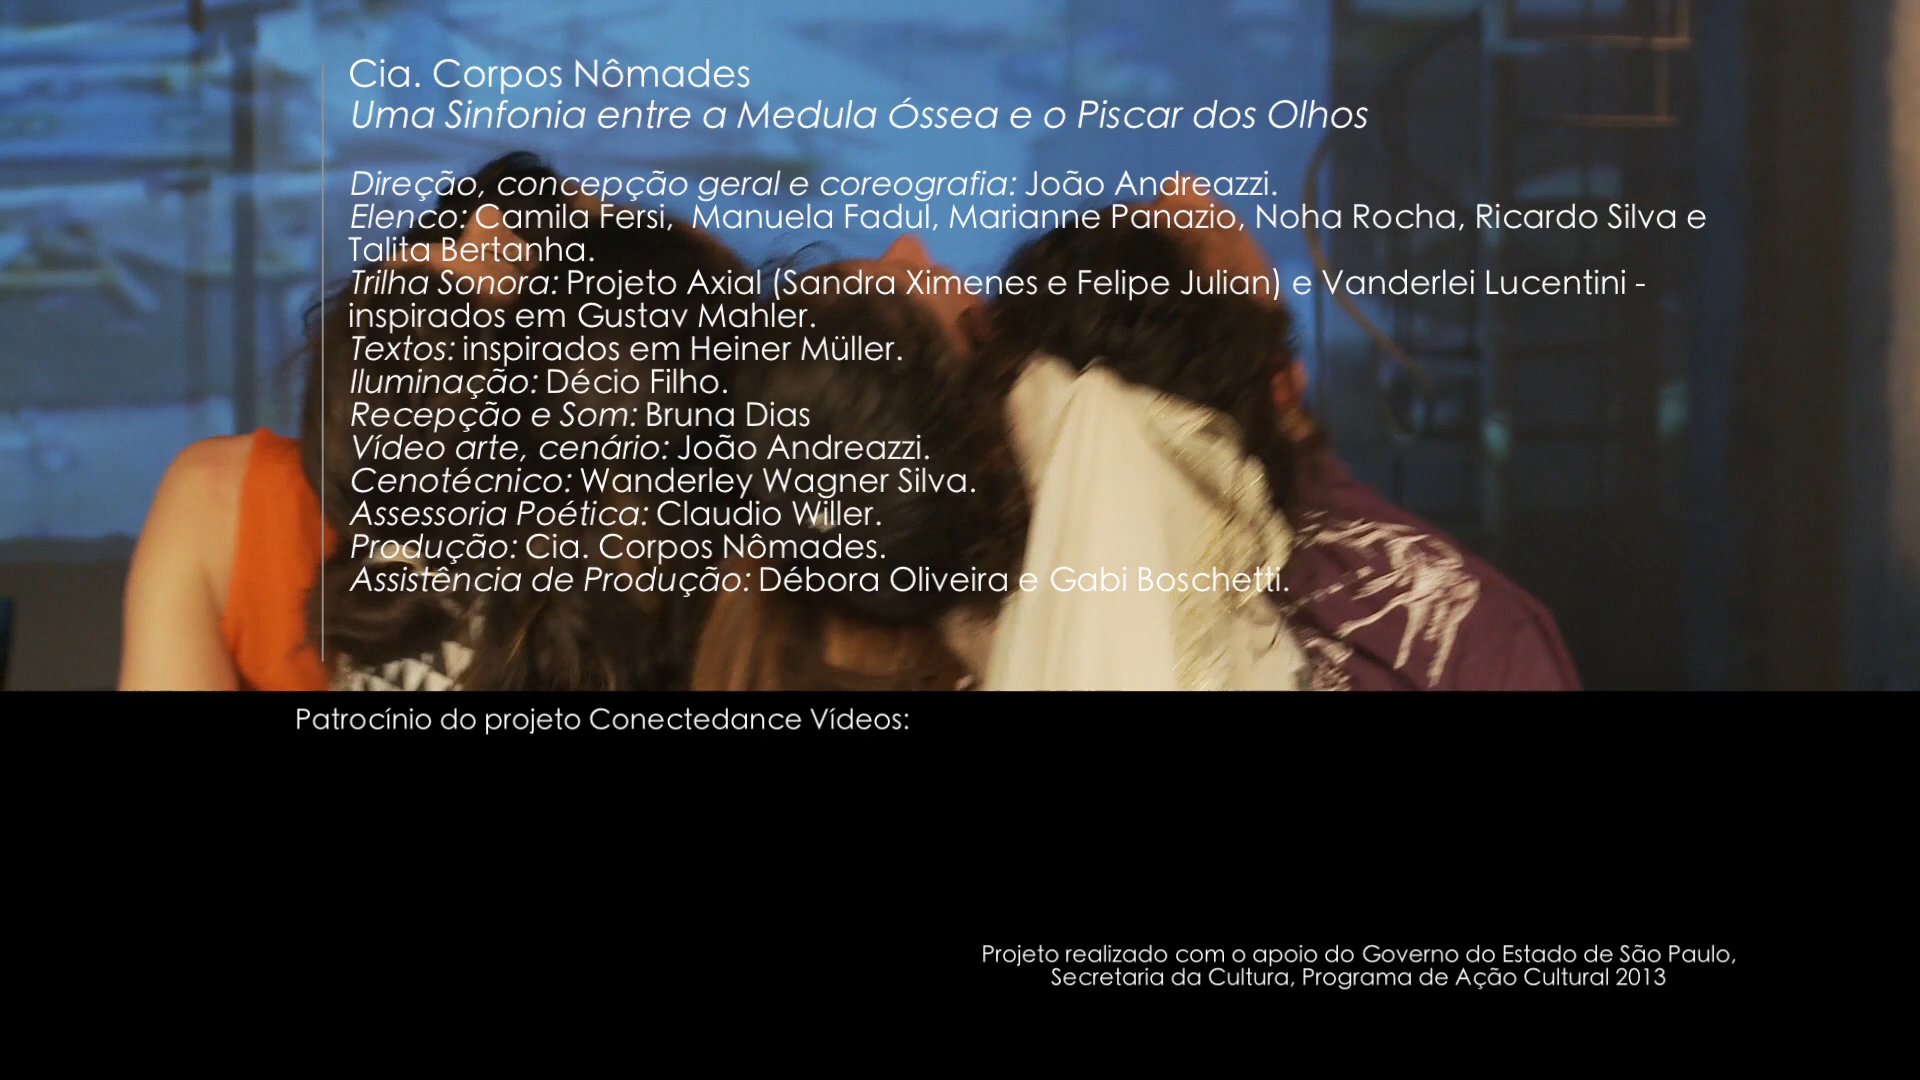 Cia. Corpos Nômades
Uma Sinfonia entre a Medula Óssea e o Piscar dos Olhos
Direção, concepção geral e coreografia: João Andreazzi.
Elenco: Camila Fersi,  Manuela Fadul, Marianne Panazio, Noha Rocha, Ricardo Silva e
Talita Bertanha.
Trilha Sonora: Projeto Axial (Sandra Ximenes e Felipe Julian) e Vanderlei Lucentini -
inspirados em Gustav Mahler.
Textos: inspirados em Heiner Müller.
Iluminação: Décio Filho.
Recepção e Som: Bruna Dias
Vídeo arte, cenário: João Andreazzi.
Cenotécnico: Wanderley Wagner Silva.
Assessoria Poética: Claudio Willer.
Produção: Cia. Corpos Nômades.
Assistência de Produção: Débora Oliveira e Gabi Boschetti.
Patrocínio do projeto Conectedance Vídeos:
Projeto realizado com o apoio do Governo do Estado de São Paulo,
Secretaria da Cultura, Programa de Ação Cultural 2013